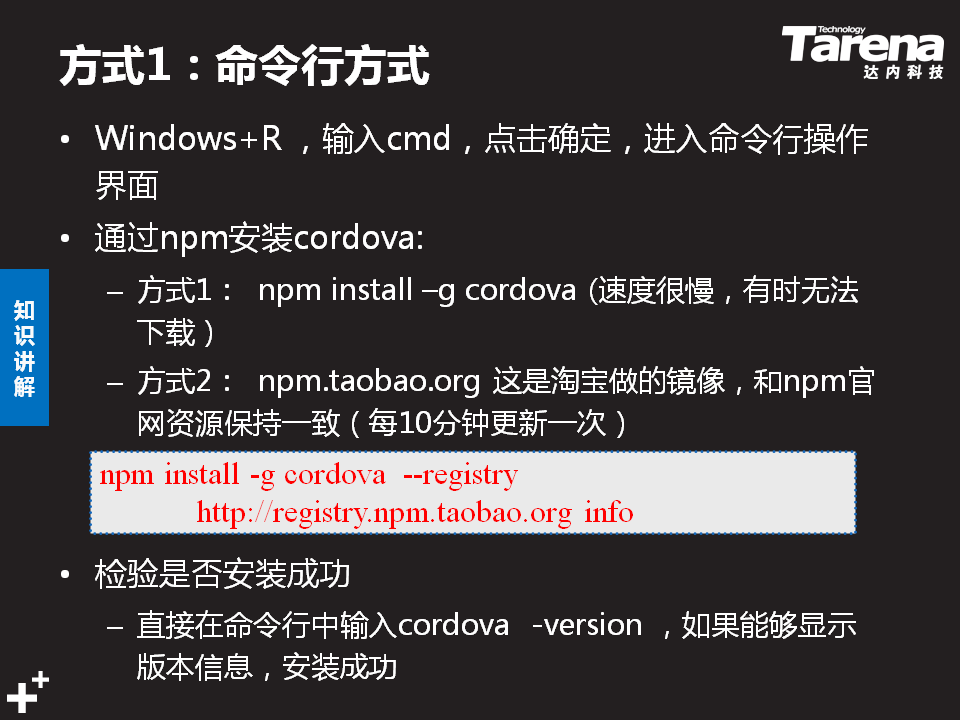 方式1：命令行方式
Technology
Tarena
达内科技
• Windows+R ，输入cmd，点击确定，进入命令行操作
界面
• 通过npm安装cordova:
– 方式1： npm install –g cordova (速度很慢，有时无法
下载）
– 方式2： npm.taobao.org 这是淘宝做的镜像，和npm官
网资源保持一致（每10分钟更新一次）
npm install -g cordova --registry
http://registry.npm.taobao.org info
• 检验是否安装成功
– 直接在命令行中输入cordova -version ，如果能够显示
版本信息，安装成功
知
识
讲
解